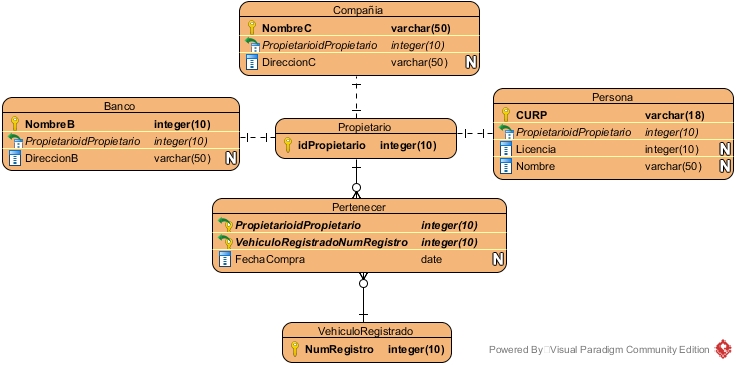 Compañia
NombreC varchar(50)
PropietarioidPropietario integer(10)
DireccionC varchar(50) N
Banco
NombreB integer(10)
PropietarioidPropietario integer(10)
DireccionB varchar(50) N
Propietario
idPropietario integer(10)
Persona
CURP varchar(18)
PropietarioidPropietario integer(10)
Licencia integer(10) N
Nombre varchar(50) N
Pertenecer
PropietarioidPropietario integer(10)
VehiculoRegistradoNumRegistro integer(10)
FechaCompra date N
VehiculoRegistrado
NumRegistro integer(10)
Powered By Visual Paradigm Community Edition